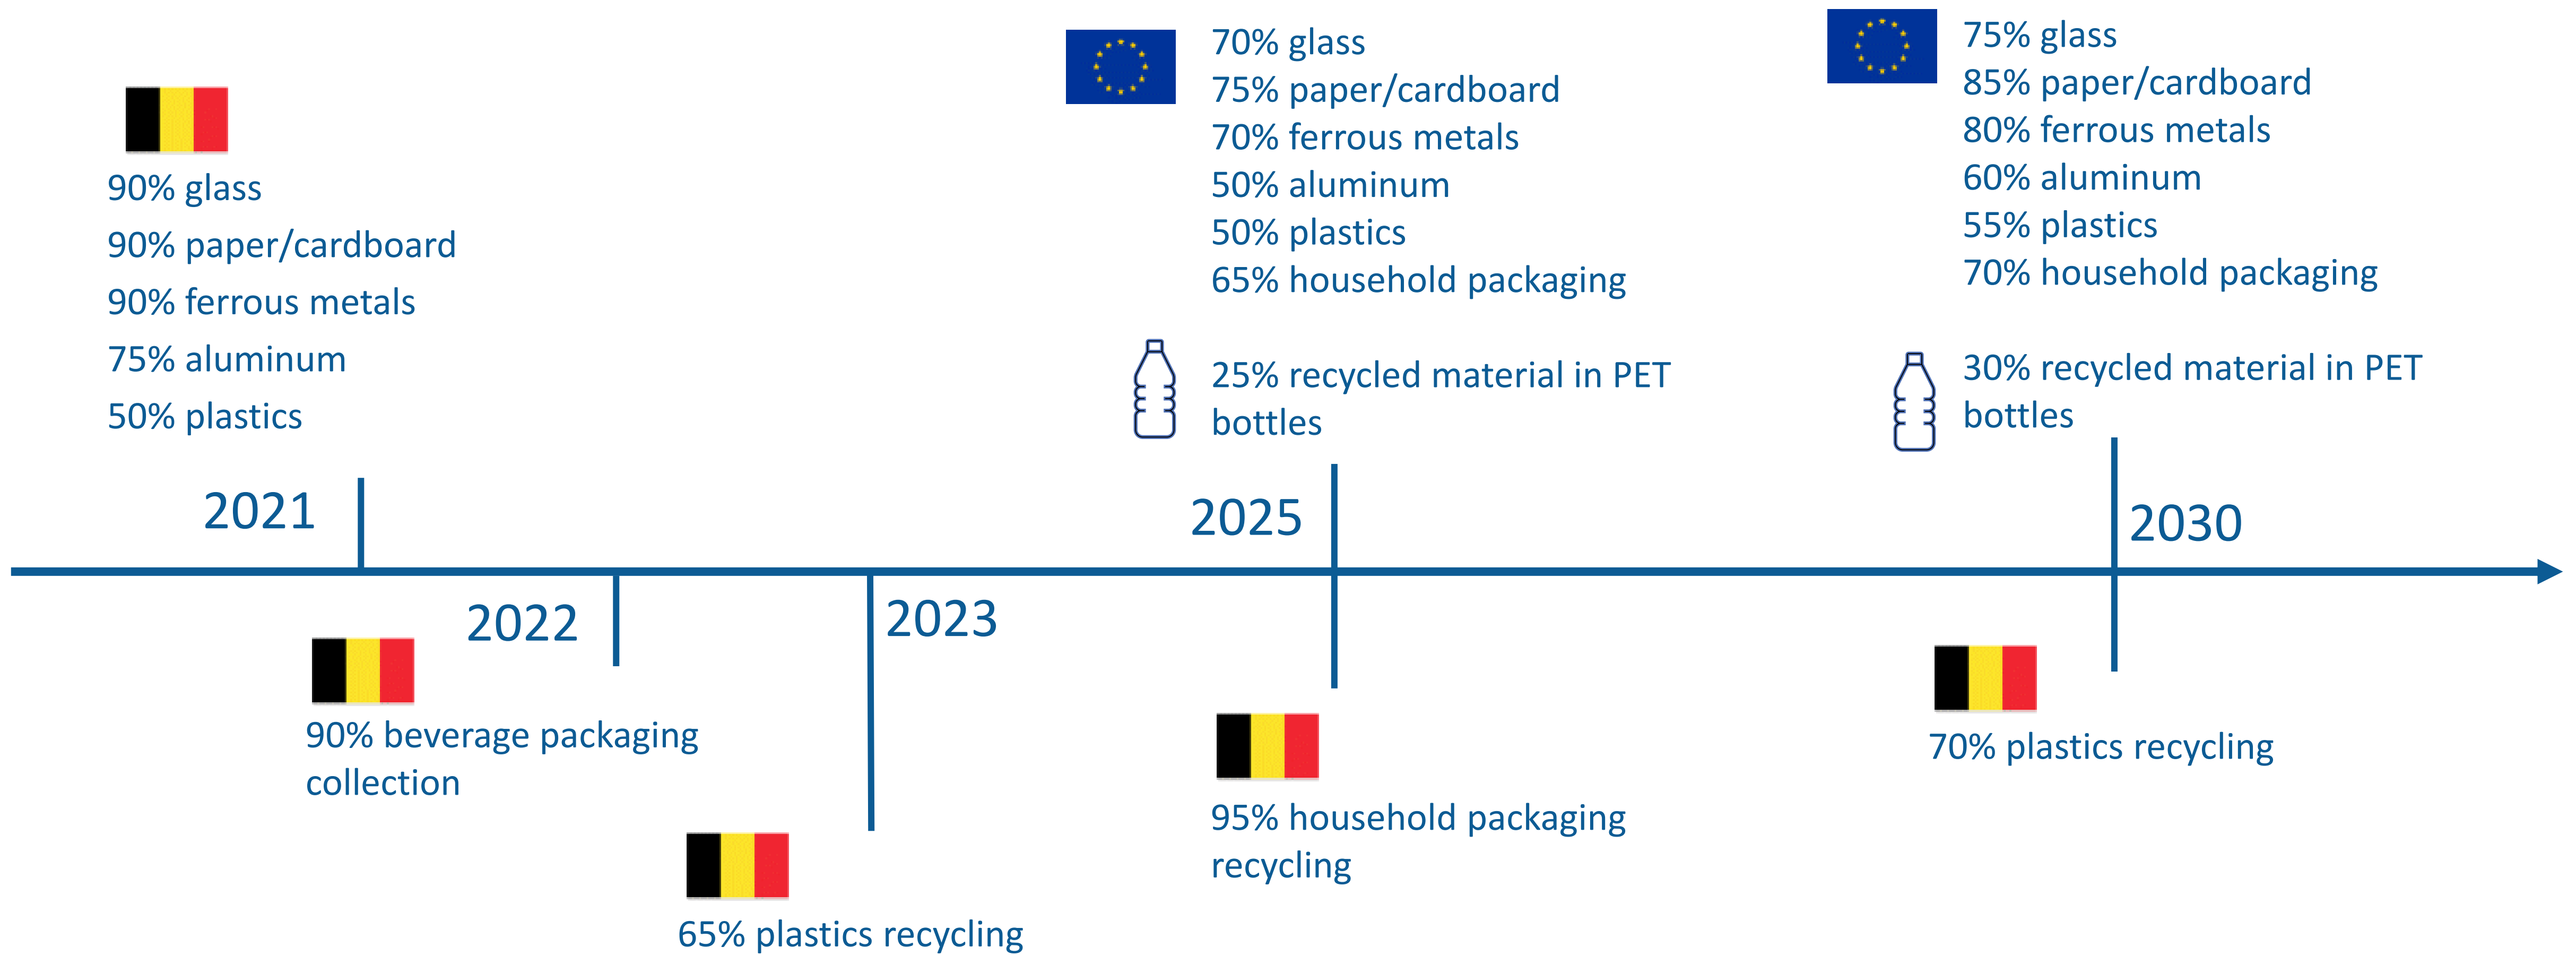 90% glass
90% paper/cardboard
90% ferrous metals
75% aluminum
50% plastics
2021
2022
90% beverage packaging
collection
2023
65% plastics recycling
70% glass
75% paper/cardboard
70% ferrous metals
50% aluminum
50% plastics
65% household packaging
25% recycled material in PET
bottles
2025
95% household packaging
recycling
75% glass
85% paper/cardboard
80% ferrous metals
60% aluminum
55% plastics
70% household packaging
30% recycled material in PET
bottles
2030
70% plastics recycling